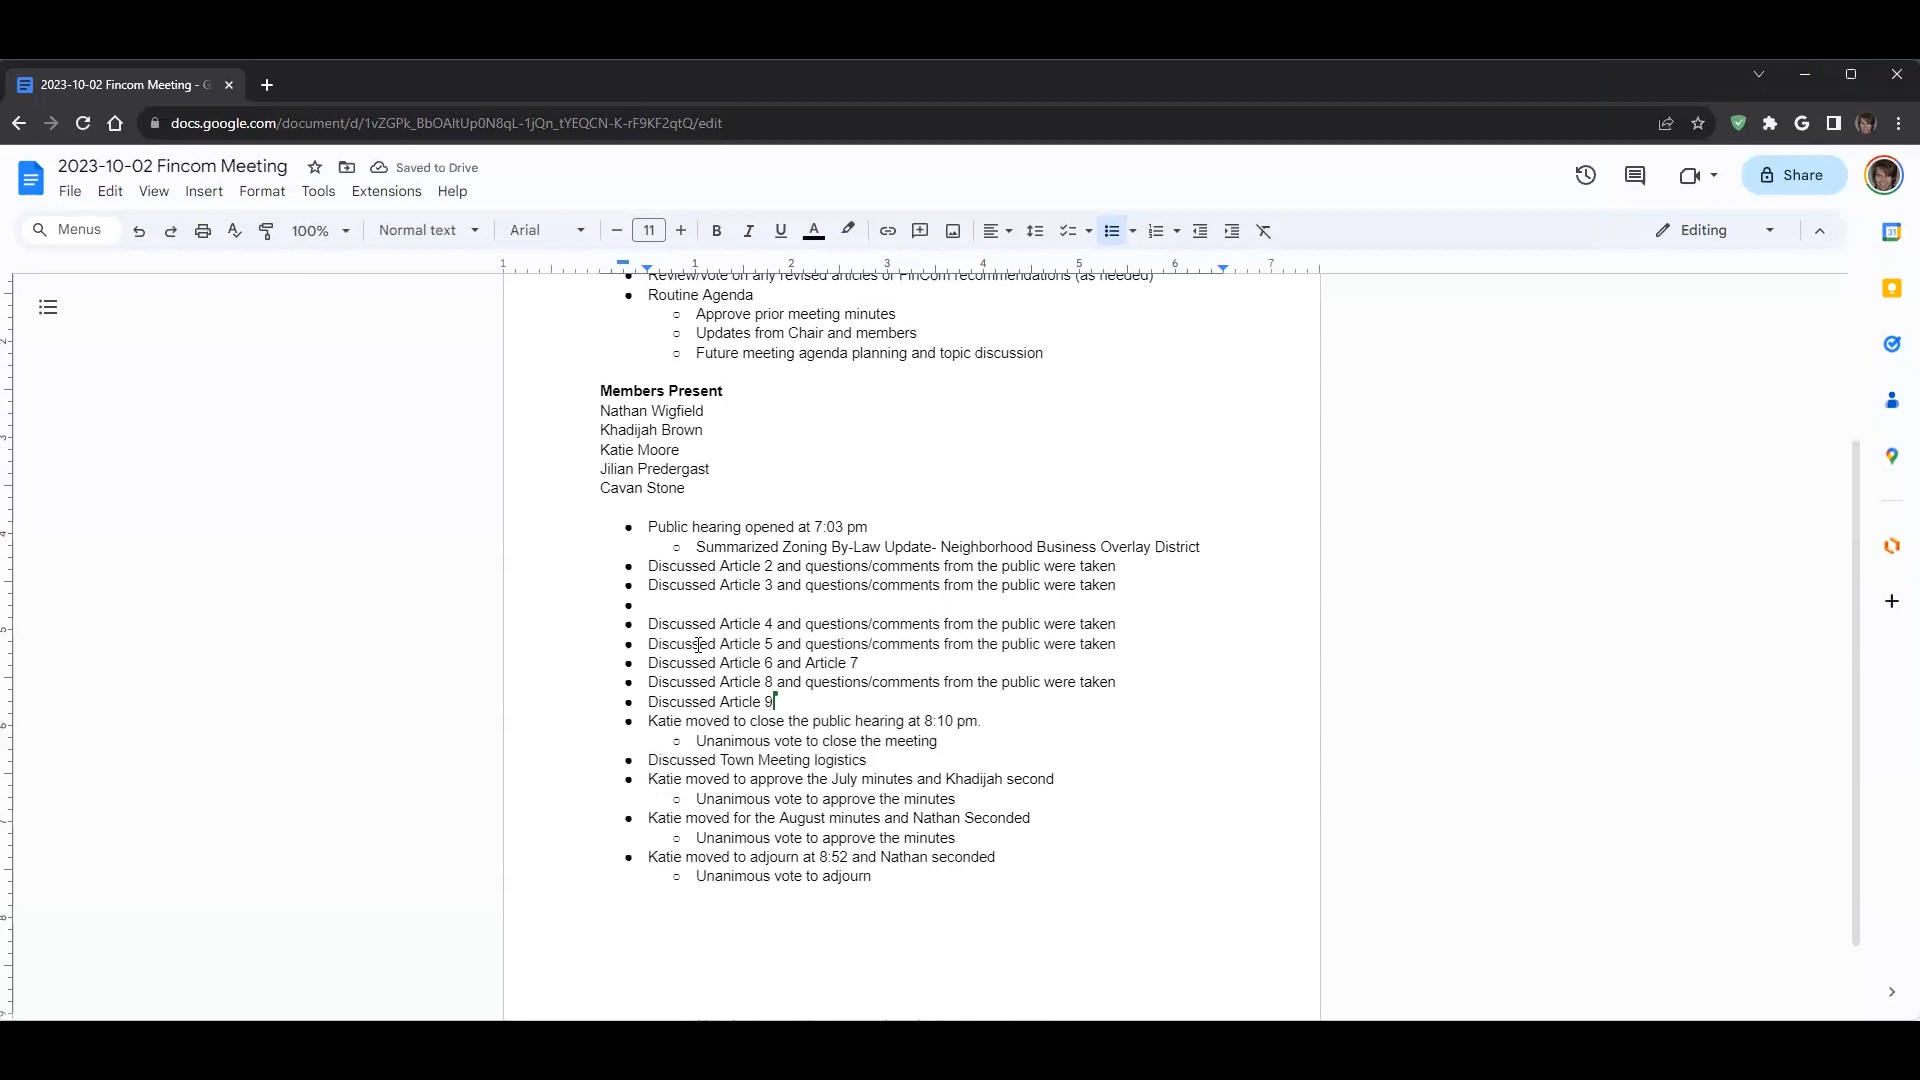 2023-10-02 Fincom Meeting - G
docs.google.com/document/d/1vZGPk_BbOAltUp0N8qL-1jQn_tYEQCN-K-rF9KF2qtQ/edit
2023-10-02 Fincom Meeting
Saved to Drive
File Edit View Insert Format Tools Extensions Help
Share
Menus
100%
Normal text
Arial
11
Editing
1 1 2 3 4 5 6 7
Review/vote on any revised articles or FinCom recommendations (as needed)
● Routine Agenda
○ Approve prior meeting minutes
○ Updates from Chair and members
○ Future meeting agenda planning and topic discussion
Members Present
Nathan Wigfield
Khadijah Brown
Katie Moore
Jilian Predergast
Cavan Stone
● Public hearing opened at 7:03 pm
○ Summarized Zoning By-Law Update- Neighborhood Business Overlay District
● Discussed Article 2 and questions/comments from the public were taken
● Discussed Article 3 and questions/comments from the public were taken
●
● Discussed Article 4 and questions/comments from the public were taken
● Discussed Article 5 and questions/comments from the public were taken
● Discussed Article 6 and Article 7
● Discussed Article 8 and questions/comments from the public were taken
● Discussed Article 9
● Katie moved to close the public hearing at 8:10 pm.
○ Unanimous vote to close the meeting
● Discussed Town Meeting logistics
● Katie moved to approve the July minutes and Khadijah second
○ Unanimous vote to approve the minutes
● Katie moved for the August minutes and Nathan Seconded
○ Unanimous vote to approve the minutes
● Katie moved to adjourn at 8:52 and Nathan seconded
○ Unanimous vote to adjourn